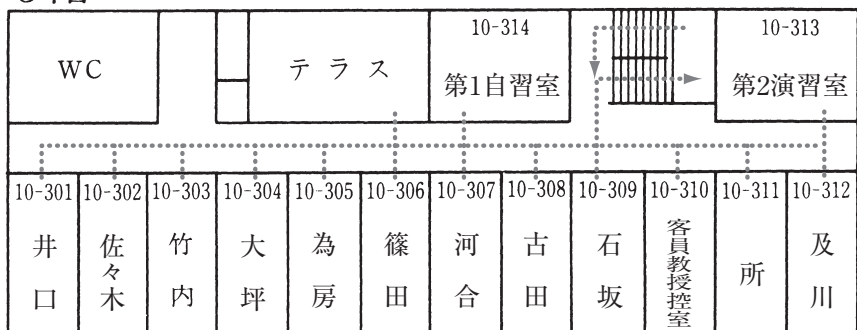 10-314
10-313
WC
テラス
第1自習室
第2演習室
10-301
10-302
10-303
10-304
10-305
10-306
10-307
10-308
10-309
10-310
10-311
10-312
井口
佐々木
竹内
大坪
為房
篠田
河合
古田
石坂
客員教授控室
所
及川